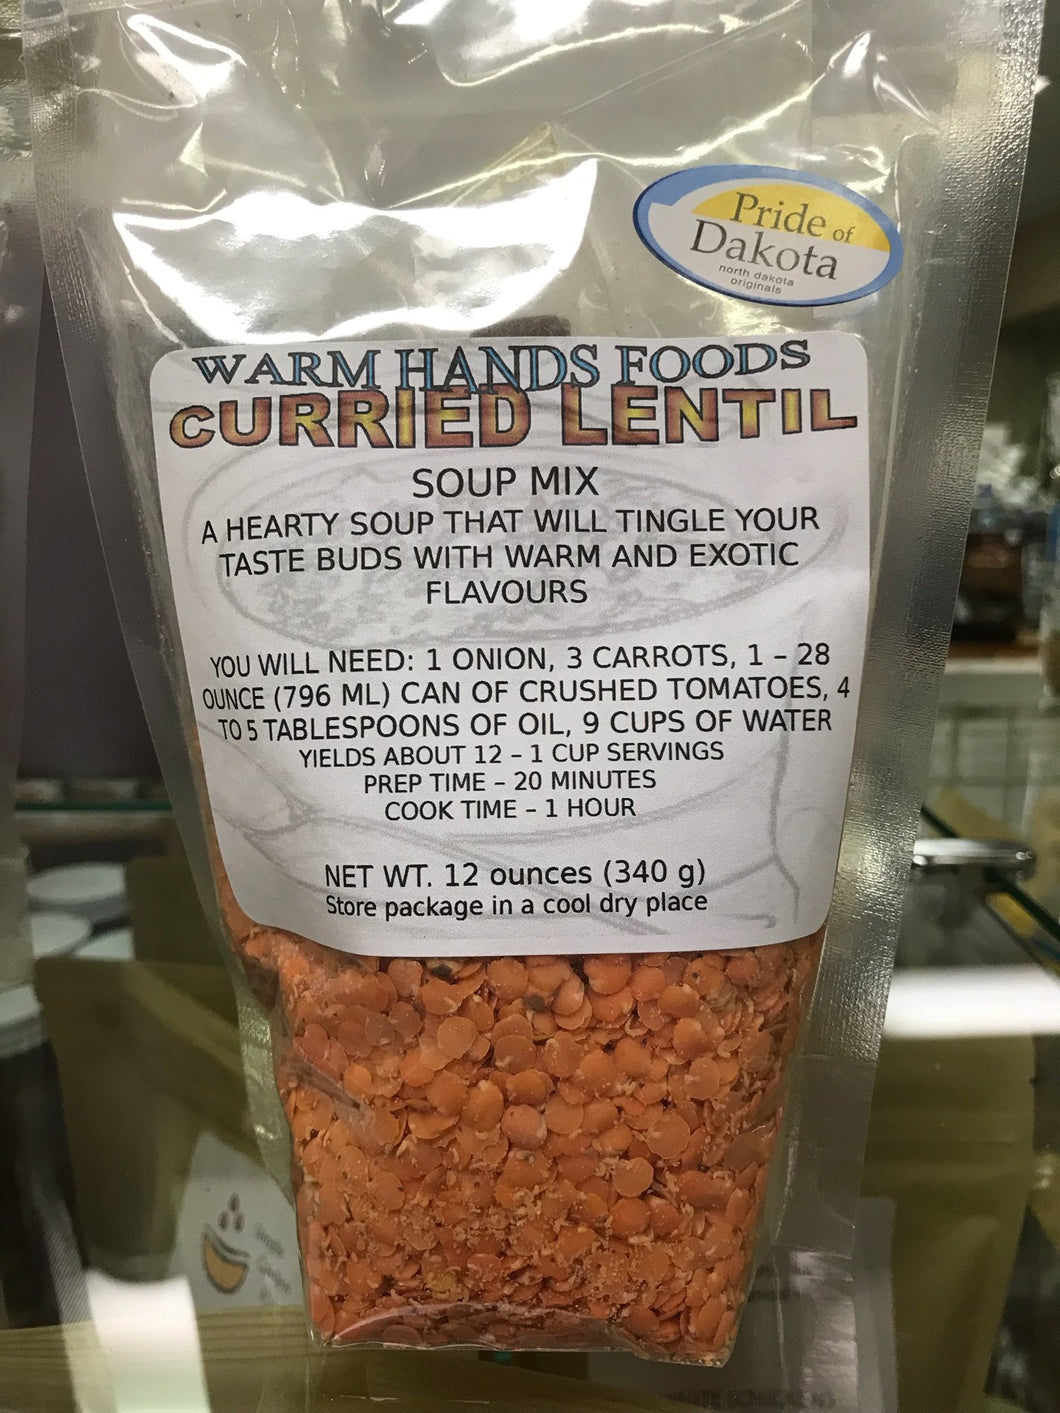 Pride of
Dakota
north dakota
originals
WARM HANDS FOODS
CURRIED LENTIL
SOUP MIX
A HEARTY SOUP THAT WILL TINGLE YOUR
TASTE BUDS WITH WARM AND EXOTIC
FLAVOURS
YOU WILL NEED: 1 ONION, 3 CARROTS, 1 – 28
OUNCE (796 ML) CAN OF CRUSHED TOMATOES, 4
TO 5 TABLESPOONS OF OIL, 9 CUPS OF WATER
YIELDS ABOUT 12 – 1 CUP SERVINGS
PREP TIME – 20 MINUTES
COOK TIME – 1 HOUR
NET WT. 12 ounces (340 g)
Store package in a cool dry place